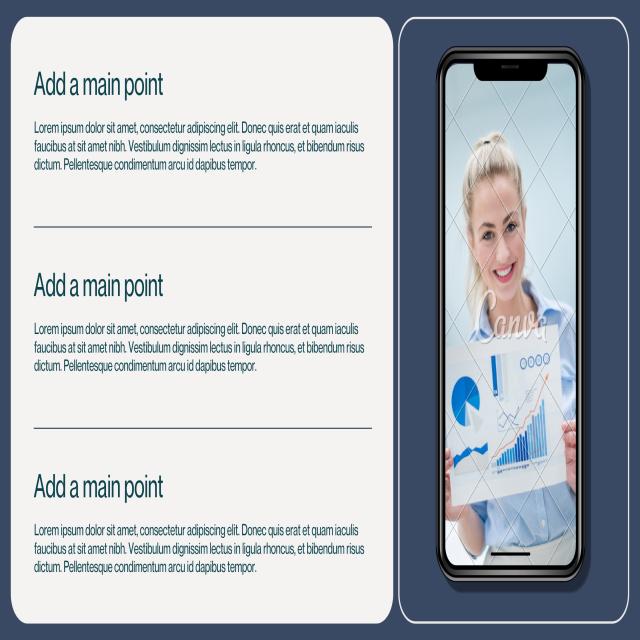 Add a main point
Lorem ipsum dolor sit amet, consectetur adipiscing elit. Donec quis erat et quam iaculis
faucibus at sit amet nibh. Vestibulum dignissim lectus in ligula rhoncus, et bibendum risus
dictum. Pellentesque condimentum arcu id dapibus tempor.
Add a main point
Lorem ipsum dolor sit amet, consectetur adipiscing elit. Donec quis erat et quam iaculis
faucibus at sit amet nibh. Vestibulum dignissim lectus in ligula rhoncus, et bibendum risus
dictum. Pellentesque condimentum arcu id dapibus tempor.
Add a main point
Lorem ipsum dolor sit amet, consectetur adipiscing elit. Donec quis erat et quam iaculis
faucibus at sit amet nibh. Vestibulum dignissim lectus in ligula rhoncus, et bibendum risus
dictum. Pellentesque condimentum arcu id dapibus tempor.
Canva